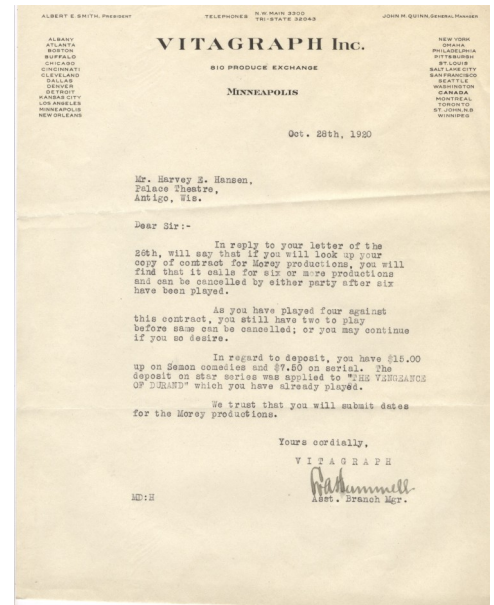 ALBERT E. SMITH, PRESIDENT
TELEPHONES N.W. MAIN 3300
TRI-STATE 32043
JOHN M. QUINN, GENERAL MANAGER
VITAGRAPH Inc.
ALBANY
ATLANTA
BOSTON
BUFFALO
CHICAGO
CINCINNATI
CLEVELAND
DALLAS
DENVER
DETROIT
KANSAS CITY
LOS ANGELES
MINNEAPOLIS
NEW ORLEANS
610 PRODUCE EXCHANGE
MINNEAPOLIS
NEW YORK
OMAHA
PHILADELPHIA
PITTSBURGH
ST. LOUIS
SALT LAKE CITY
SAN FRANCISCO
SEATTLE
WASHINGTON
CANADA
MONTREAL
TORONTO
ST. JOHN, N.B
WINNIPEG
Oct. 28th, 1920
Mr. Harvey E. Hansen,
Palace Theatre,
Antigo, Wis.
Dear Sir:-
In reply to your letter of the
26th, will say that if you will look up your
copy of contract for Morey productions, you will
find that it calls for six or more productions
and can be cancelled by either party after six
have been played.
As you have played four against
this contract, you still have two to play
before same can be cancelled; or you may continue
if you so desire.
In regard to deposit, you have $15.00
up on Semon comedies and $7.50 on serial. The
deposit on star series was applied to "THE VENGEANCE
OF DURAND" which you have already played.
We trust that you will submit dates
for the Morey productions.
Yours cordially,
V I T A G R A P H
Asst. Branch Mgr.
MD:H